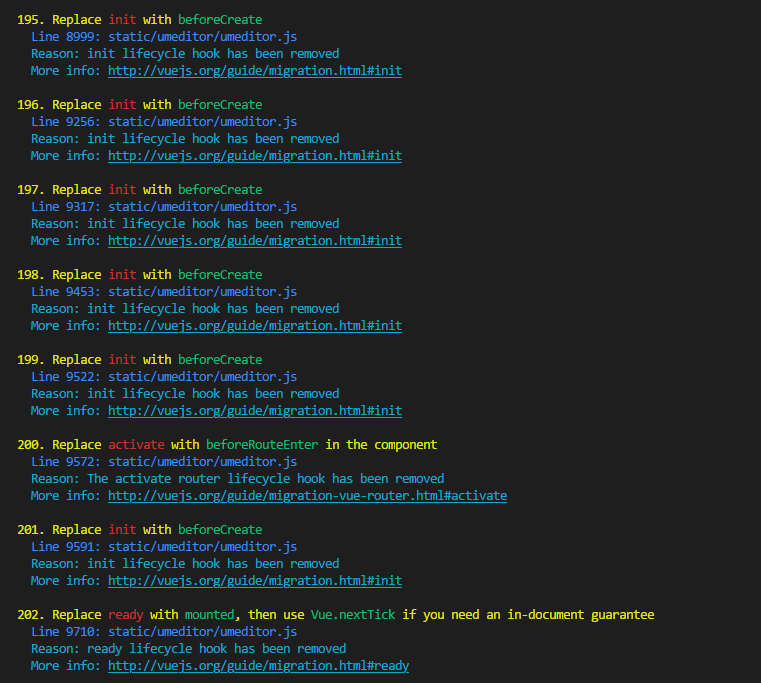 195. Replace init with beforeCreate
Line 8999: static/umeditor/umeditor.js
Reason: init lifecycle hook has been removed
More info: http://vuejs.org/guide/migration.html#init
196. Replace init with beforeCreate
Line 9256: static/umeditor/umeditor.js
Reason: init lifecycle hook has been removed
More info: http://vuejs.org/guide/migration.html#init
197. Replace init with beforeCreate
Line 9317: static/umeditor/umeditor.js
Reason: init lifecycle hook has been removed
More info: http://vuejs.org/guide/migration.html#init
198. Replace init with beforeCreate
Line 9453: static/umeditor/umeditor.js
Reason: init lifecycle hook has been removed
More info: http://vuejs.org/guide/migration.html#init
199. Replace init with beforeCreate
Line 9522: static/umeditor/umeditor.js
Reason: init lifecycle hook has been removed
More info: http://vuejs.org/guide/migration.html#init
200. Replace activate with beforeRouteEnter in the component
Line 9572: static/umeditor/umeditor.js
Reason: The activate router lifecycle hook has been removed
More info: http://vuejs.org/guide/migration-vue-router.html#activate
201. Replace init with beforeCreate
Line 9591: static/umeditor/umeditor.js
Reason: init lifecycle hook has been removed
More info: http://vuejs.org/guide/migration.html#init
202. Replace ready with mounted, then use Vue.nextTick if you need an in-document guarantee
Line 9710: static/umeditor/umeditor.js
Reason: ready lifecycle hook has been removed
More info: http://vuejs.org/guide/migration.html#ready